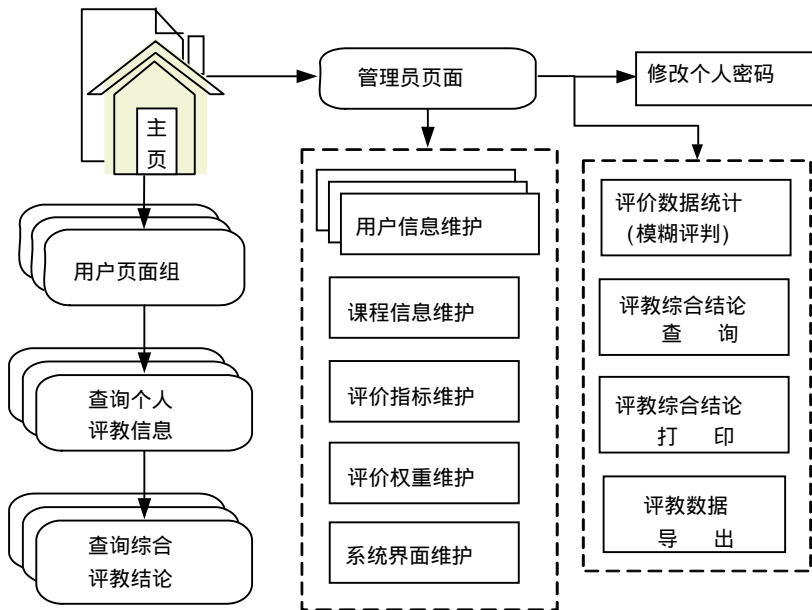 主
页
管理员页面
修改个人密码
用户页面组
查询个人
评教信息
查询综合
评教结论
用户信息维护
课程信息维护
评价指标维护
评价权重维护
系统界面维护
评价数据统计
(模糊评判)
评教综合结论
查 询
评教综合结论
打 印
评教数据
导 出